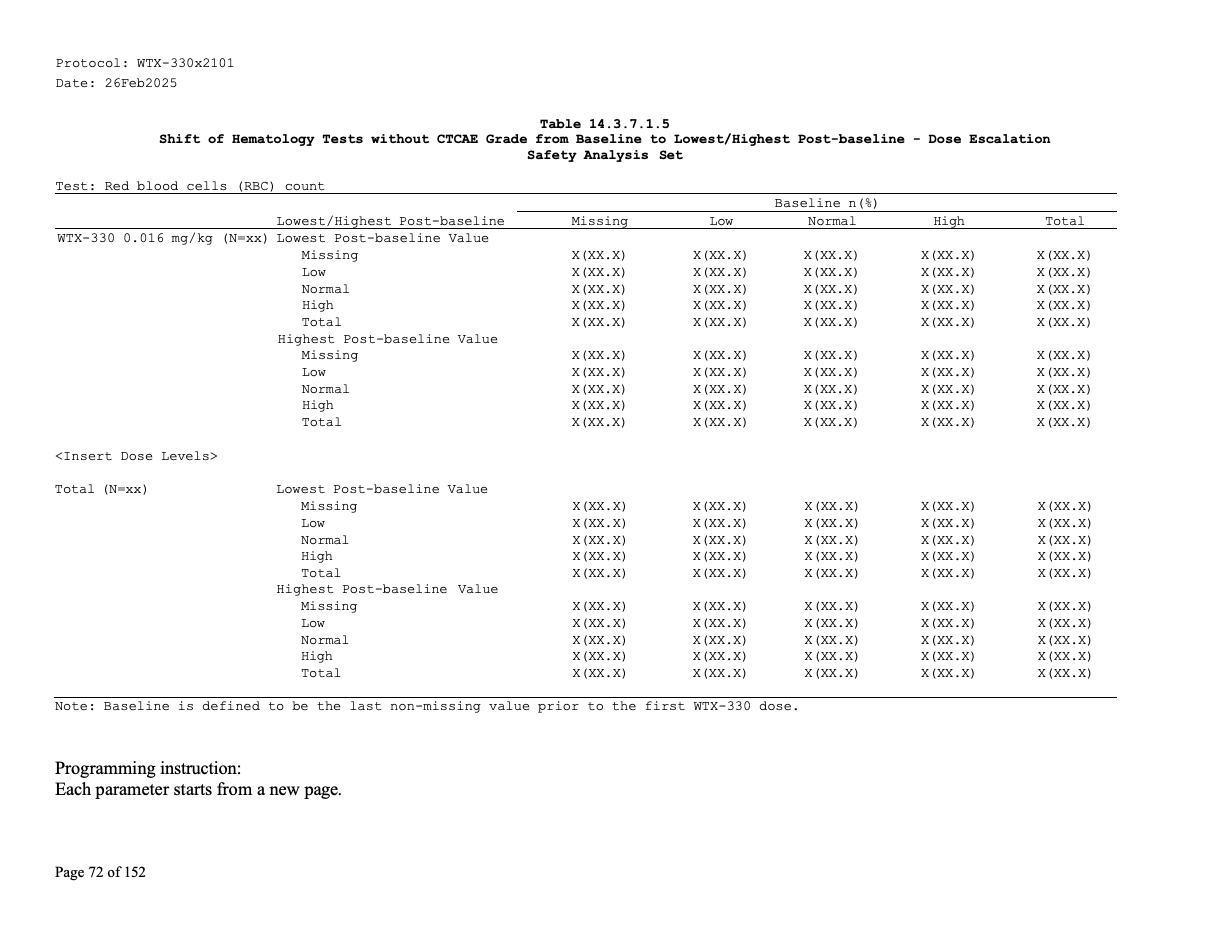 Protocol: WTX-330x2101
Date: 26Feb2025
Table 14.3.7.1.5
Shift of Hematology Tests without CTCAE Grade from Baseline to Lowest/Highest Post-baseline - Dose Escalation
Safety Analysis Set
Test: Red blood cells (RBC) count
Baseline n(%)
Lowest/Highest Post-baseline Missing Low Normal High Total
WTX-330 0.016 mg/kg (N=xx) Lowest Post-baseline Value
Missing X(XX.X) X(XX.X) X(XX.X) X(XX.X) X(XX.X)
Low X(XX.X) X(XX.X) X(XX.X) X(XX.X) X(XX.X)
Normal X(XX.X) X(XX.X) X(XX.X) X(XX.X) X(XX.X)
High X(XX.X) X(XX.X) X(XX.X) X(XX.X) X(XX.X)
Total X(XX.X) X(XX.X) X(XX.X) X(XX.X) X(XX.X)
Highest Post-baseline Value
Missing X(XX.X) X(XX.X) X(XX.X) X(XX.X) X(XX.X)
Low X(XX.X) X(XX.X) X(XX.X) X(XX.X) X(XX.X)
Normal X(XX.X) X(XX.X) X(XX.X) X(XX.X) X(XX.X)
High X(XX.X) X(XX.X) X(XX.X) X(XX.X) X(XX.X)
Total X(XX.X) X(XX.X) X(XX.X) X(XX.X) X(XX.X)
<Insert Dose Levels>
Total (N=xx) Lowest Post-baseline Value
Missing X(XX.X) X(XX.X) X(XX.X) X(XX.X) X(XX.X)
Low X(XX.X) X(XX.X) X(XX.X) X(XX.X) X(XX.X)
Normal X(XX.X) X(XX.X) X(XX.X) X(XX.X) X(XX.X)
High X(XX.X) X(XX.X) X(XX.X) X(XX.X) X(XX.X)
Total X(XX.X) X(XX.X) X(XX.X) X(XX.X) X(XX.X)
Highest Post-baseline Value
Missing X(XX.X) X(XX.X) X(XX.X) X(XX.X) X(XX.X)
Low X(XX.X) X(XX.X) X(XX.X) X(XX.X) X(XX.X)
Normal X(XX.X) X(XX.X) X(XX.X) X(XX.X) X(XX.X)
High X(XX.X) X(XX.X) X(XX.X) X(XX.X) X(XX.X)
Total X(XX.X) X(XX.X) X(XX.X) X(XX.X) X(XX.X)
Note: Baseline is defined to be the last non-missing value prior to the first WTX-330 dose.
Programming instruction:
Each parameter starts from a new page.
Page 72 of 152